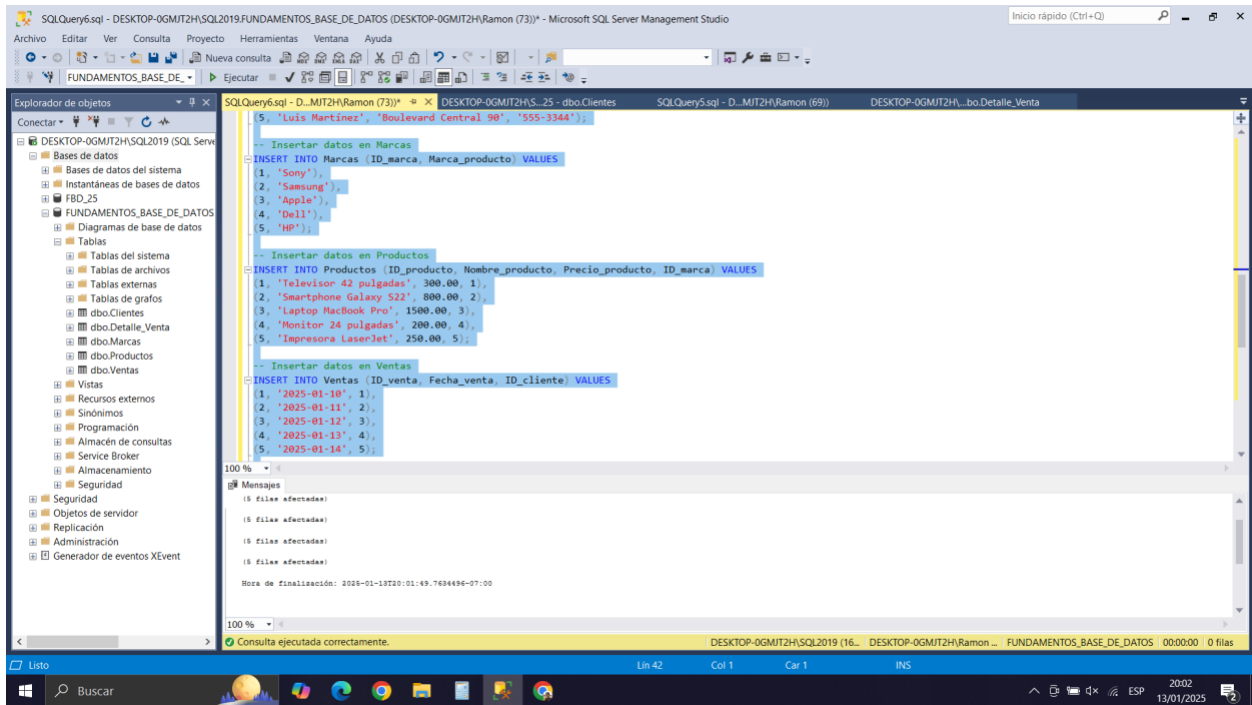 SQLQuery6.sql - DESKTOP-0GMJT2H\SQL2019.FUNDAMENTOS_BASE_DE_DATOS (DESKTOP-0GMJT2H\Ramon (73))* - Microsoft SQL Server Management Studio
Inicio rápido (Ctrl+Q)
Archivo Editar Ver Consulta Proyecto Herramientas Ventana Ayuda
Nueva consulta
FUNDAMENTOS_BASE_DE_
Ejecutar
Explorador de objetos
SQLQuery6.sql - D...MJT2H\Ramon (73))*
DESKTOP-0GMJT2H\S...25 - dbo.Clientes
SQLQuery5.sql - D...MJT2H\Ramon (69))
DESKTOP-0GMJT2H\...bo.Detalle_Venta
Conectar
DESKTOP-0GMJT2H\SQL2019 (SQL Serve
Bases de datos
Bases de datos del sistema
Instantáneas de bases de datos
FBD_25
FUNDAMENTOS_BASE_DE_DATOS
Diagramas de base de datos
Tablas
Tablas del sistema
Tablas de archivos
Tablas externas
Tablas de grafos
dbo.Clientes
dbo.Detalle_Venta
dbo.Marcas
dbo.Productos
dbo.Ventas
Vistas
Recursos externos
Sinónimos
Programación
Almacén de consultas
Service Broker
Almacenamiento
Seguridad
Seguridad
Objetos de servidor
Replicación
Administración
Generador de eventos XEvent
(5, 'Luis Martínez', 'Boulevard Central 90', '555-3344');
-- Insertar datos en Marcas
INSERT INTO Marcas (ID_marca, Marca_producto) VALUES
(1, 'Sony'),
(2, 'Samsung'),
(3, 'Apple'),
(4, 'Dell'),
(5, 'HP');
-- Insertar datos en Productos
INSERT INTO Productos (ID_producto, Nombre_producto, Precio_producto, ID_marca) VALUES
(1, 'Televisor 42 pulgadas', 300.00, 1),
(2, 'Smartphone Galaxy S22', 800.00, 2),
(3, 'Laptop MacBook Pro', 1500.00, 3),
(4, 'Monitor 24 pulgadas', 200.00, 4),
(5, 'Impresora LaserJet', 250.00, 5);
-- Insertar datos en Ventas
INSERT INTO Ventas (ID_venta, Fecha_venta, ID_cliente) VALUES
(1, '2025-01-10', 1),
(2, '2025-01-11', 2),
(3, '2025-01-12', 3),
(4, '2025-01-13', 4),
(5, '2025-01-14', 5);
100 %
Mensajes
(5 filas afectadas)
(5 filas afectadas)
(5 filas afectadas)
(5 filas afectadas)
Hora de finalización: 2025-01-13T20:01:49.7634496-07:00
100 %
Consulta ejecutada correctamente.
DESKTOP-0GMJT2H\SQL2019 (16... DESKTOP-0GMJT2H\Ramon ... FUNDAMENTOS_BASE_DE_DATOS 00:00:00 0 filas
Listo
Lín 42 Col 1 Car 1 INS
Buscar
ESP
20:02
13/01/2025
2